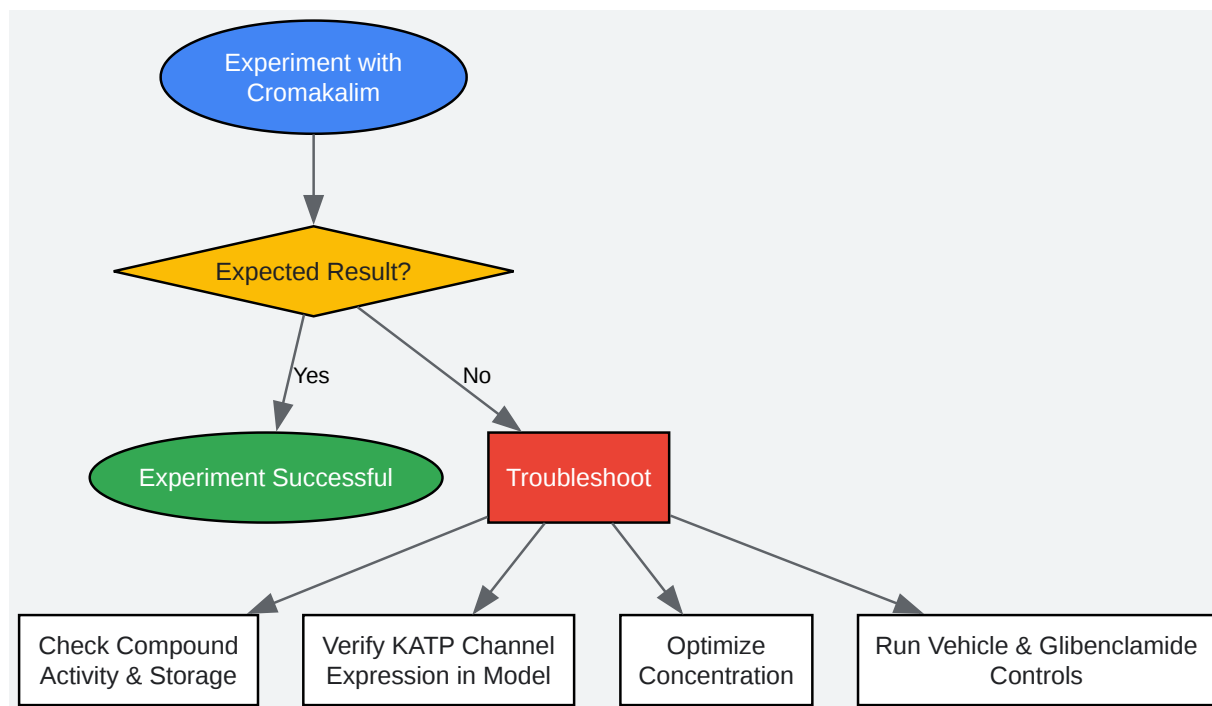 Experiment with
Cromakalim
Expected Result?
Yes
No
Experiment Successful
Troubleshoot
Check Compound
Activity & Storage
Verify KATP Channel
Expression in Model
Optimize
Concentration
Run Vehicle & Glibenclamide
Controls